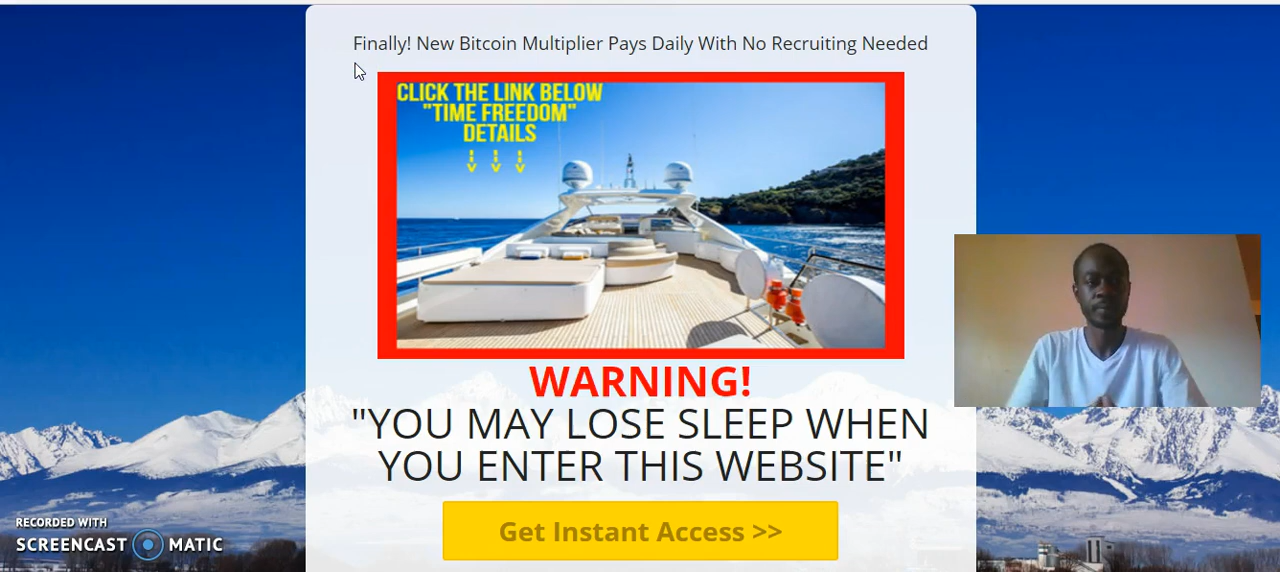 Finally! New Bitcoin Multiplier Pays Daily With No Recruiting Needed
CLICK THE LINK BELOW
"TIME FREEDOM"
DETAILS
WARNING!
"YOU MAY LOSE SLEEP WHEN
YOU ENTER THIS WEBSITE"
Get Instant Access >>
RECORDED WITH
SCREENCAST MATIC